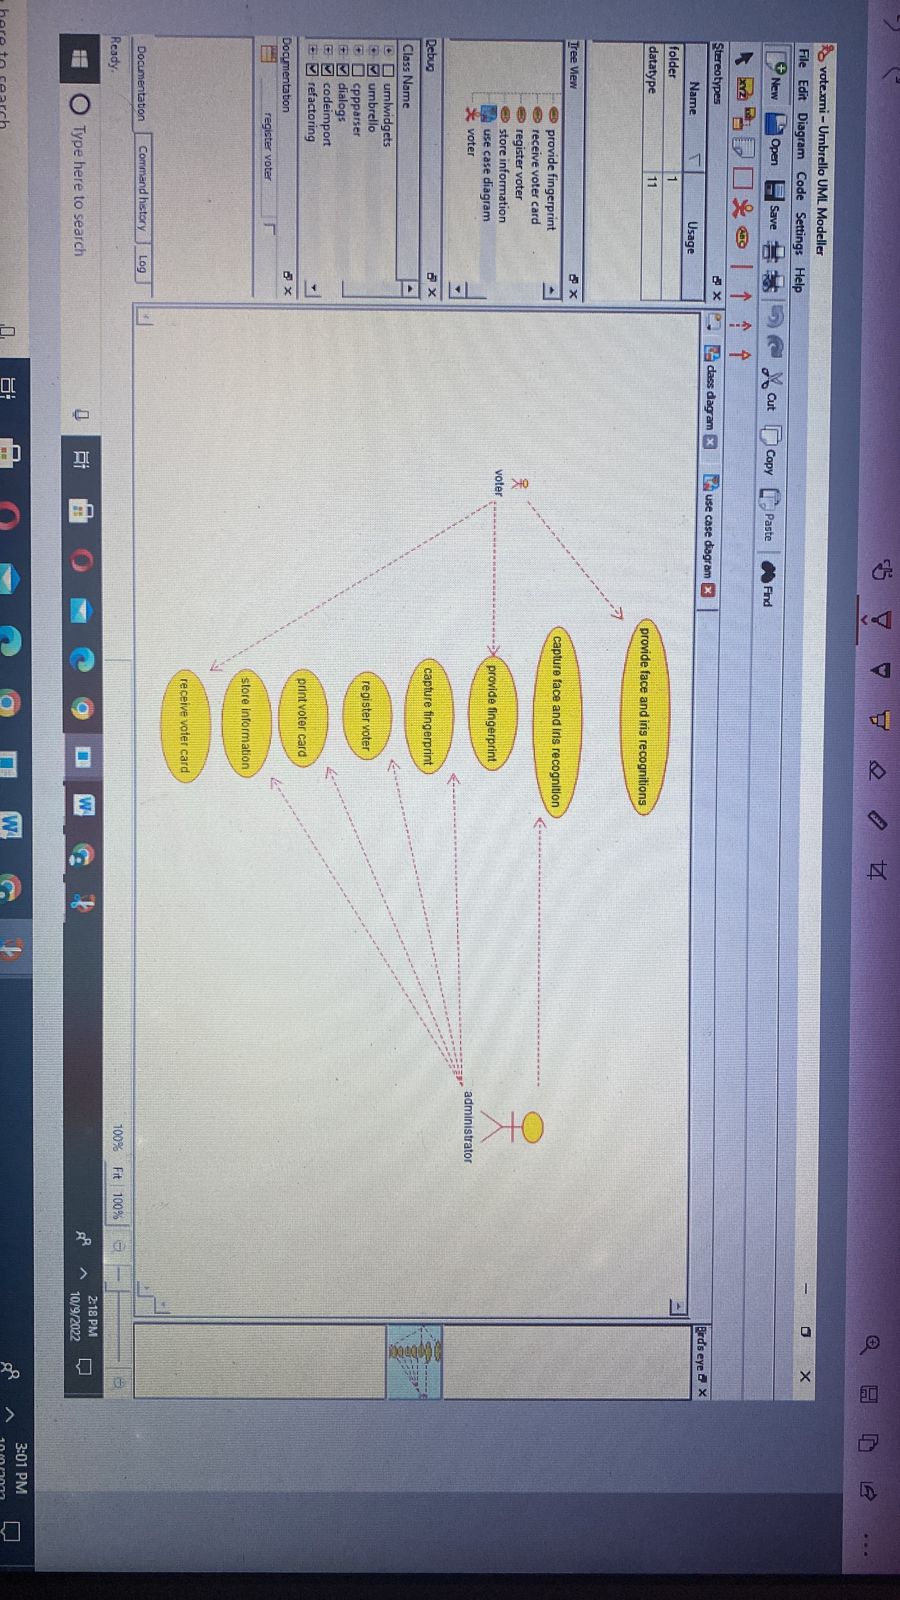 vote.xmi – Umbrello UML Modeller
File Edit Diagram Code Settings Help
New Open Save Cut Copy Paste Find
Stereotypes
Name Usage
folder 1
datatype 11
Tree View
provide fingerprint
receive voter card
register voter
store information
use case diagram
voter
Debug
Class Name
umlwidgets
umbrello
cppparser
dialogs
codeimport
refactoring
Documentation
register voter
Documentation Command history Log
Ready.
class diagram use case diagram
voter
provide face and iris recognitions
capture face and iris recognition
provide fingerprint
capture fingerprint
register voter
print voter card
store information
receive voter card
administrator
Bird's eye
100% Fit 100%
Type here to search
2:18 PM
10/9/2022
here to search
3:01 PM